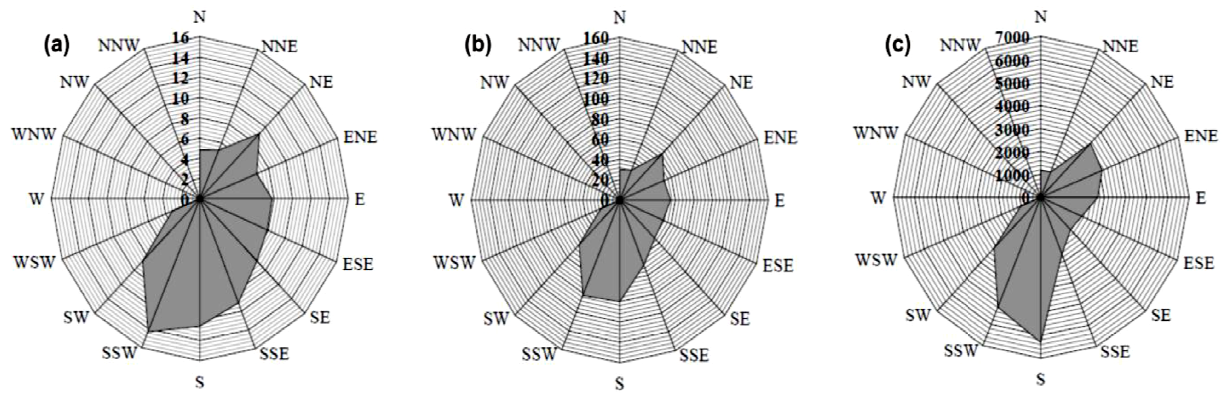 (a)
N
NNE
NE
ENE
E
ESE
SE
SSE
S
SSW
SW
WSW
W
WNW
NW
NNW
16
14
12
10
8
6
4
2
0
(b)
N
NNE
NE
ENE
E
ESE
SE
SSE
S
SSW
SW
WSW
W
WNW
NW
NNW
160
140
120
100
80
60
40
20
0
(c)
N
NNE
NE
ENE
E
ESE
SE
SSE
S
SSW
SW
WSW
W
WNW
NW
NNW
7000
6000
5000
4000
3000
2000
1000
0